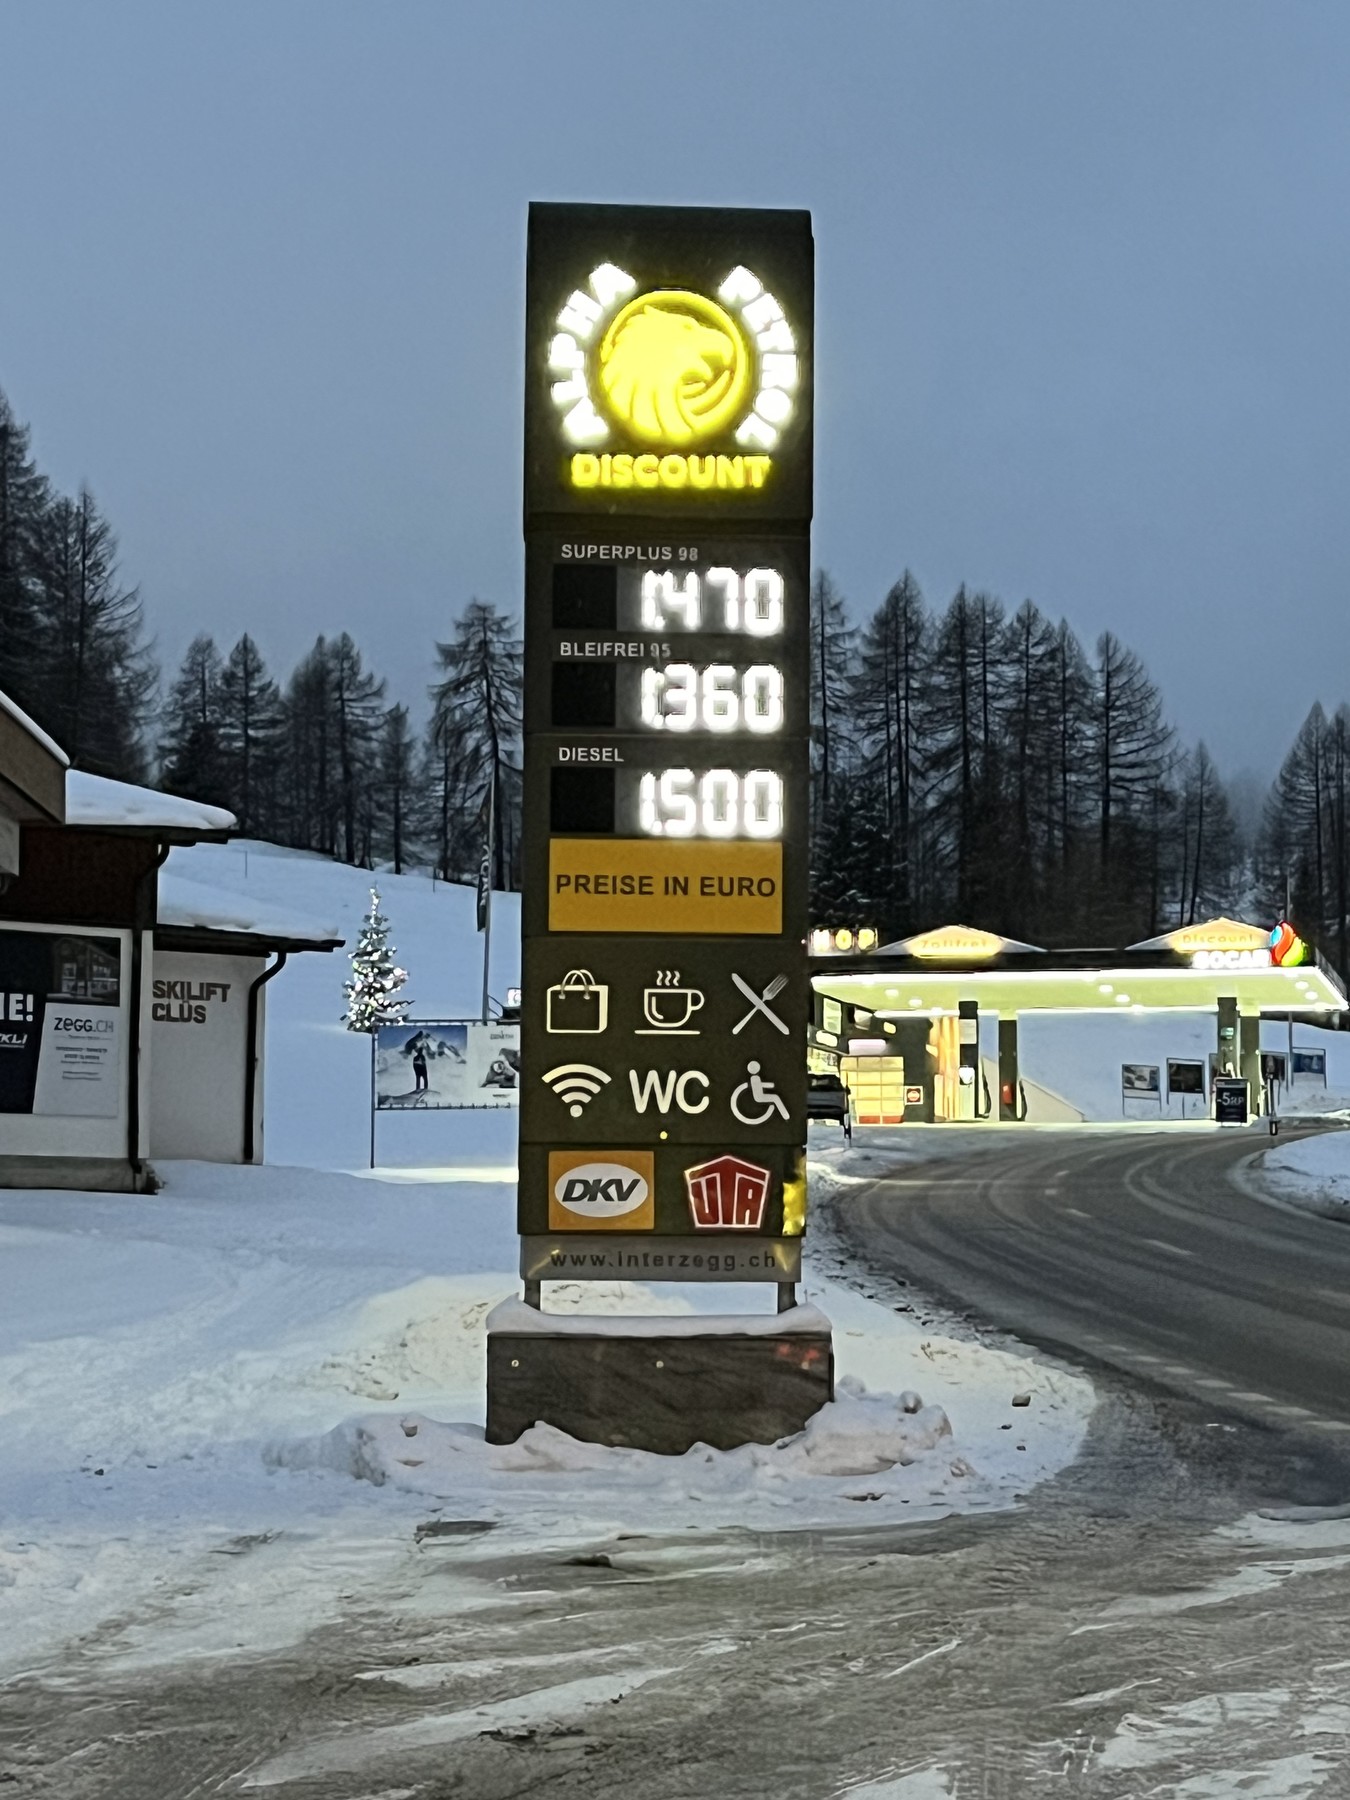 ALPHA PETROL
DISCOUNT
SUPERPLUS 98
1.470
BLEIFREI 95
1.360
DIESEL
1.500
PREISE IN EURO
WC
DKV
UTA
www.interzegg.ch
SKILIFT
CLÜS
zegg.ch
Zollfrei
Discount
SOCAR
-5RP